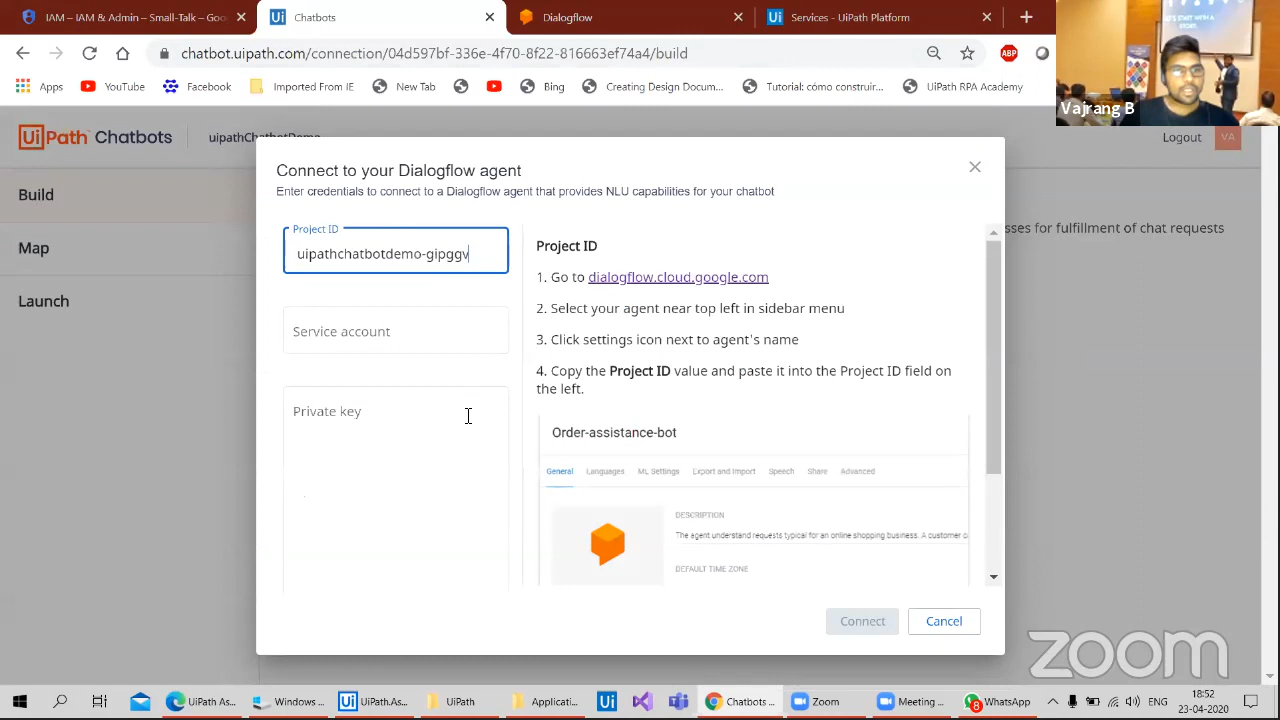 IAM – IAM & Admin – Small-Talk –
Chatbots
Dialogflow
Services - UiPath Platform
chatbot.uipath.com/connection/04d597bf-336e-4f70-8f22-816663ef74a4/build
ABP
Apps
YouTube
Facebook
Imported From IE
New Tab
Bing
Creating Design Docum...
Tutorial: cómo construir...
UiPath RPA Academy
LET'S START WITH A
STORY
Vajrang B
UiPath Chatbots
uipathChatbotDemo
Logout
VA
Build
Map
Launch
sses for fulfillment of chat requests
Connect to your Dialogflow agent
Enter credentials to connect to a Dialogflow agent that provides NLU capabilities for your chatbot
Project ID
uipathchatbotdemo-gipggv
Service account
Private key
Project ID
1. Go to dialogflow.cloud.google.com
2. Select your agent near top left in sidebar menu
3. Click settings icon next to agent's name
4. Copy the Project ID value and paste it into the Project ID field on
the left.
Order-assistance-bot
General Languages ML Settings Export and Import Speech Share Advanced
DESCRIPTION
The agent understand requests typical for an online shopping business. A customer c
DEFAULT TIME ZONE
Connect
Cancel
zoom
UiPath As...
Windows ...
UiPath As...
UiPath
Applicati...
Ui
Chatbots ...
Zoom
Meeting ...
8
WhatsApp
18:52
23-04-2020